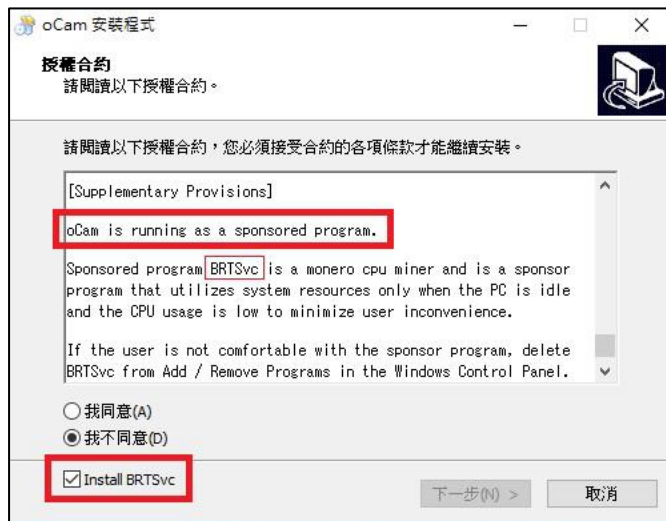 oCam 安裝程式
授權合約
請閱讀以下授權合約。
請閱讀以下授權合約，您必須接受合約的各項條款才能繼續安裝。
[Supplementary Provisions]
oCam is running as a sponsored program.
Sponsored program BRTSvc is a monero cpu miner and is a sponsor
program that utilizes system resources only when the PC is idle
and the CPU usage is low to minimize user inconvenience.
If the user is not comfortable with the sponsor program, delete
BRTSvc from Add / Remove Programs in the Windows Control Panel.
我同意(A)
我不同意(D)
Install BRTSvc
下一步(N) >
取消